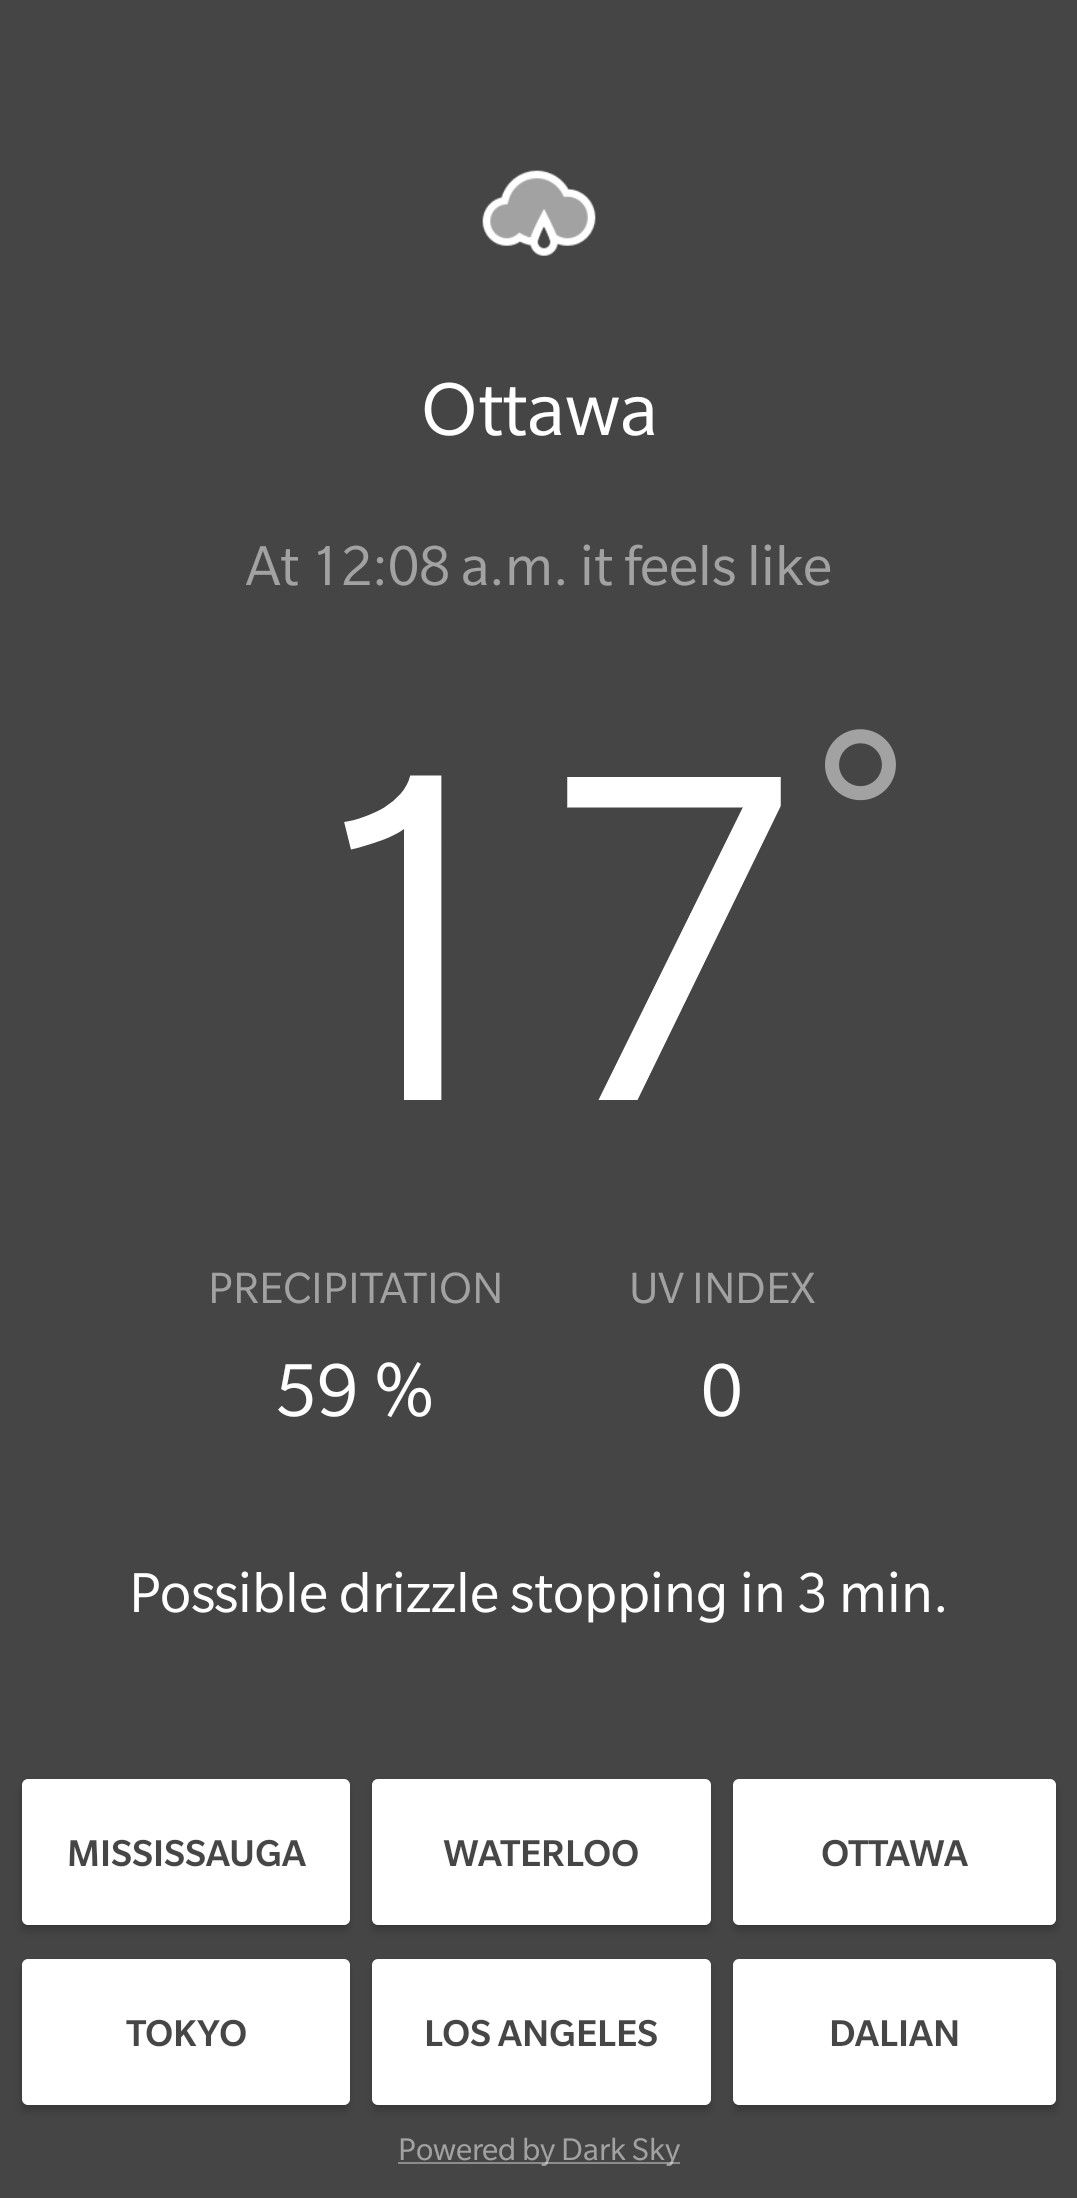 Ottawa
At 12:08 a.m. it feels like
17°
PRECIPITATION UV INDEX
59 % 0
Possible drizzle stopping in 3 min.
MISSISSAUGA WATERLOO OTTAWA
TOKYO LOS ANGELES DALIAN
Powered by Dark Sky